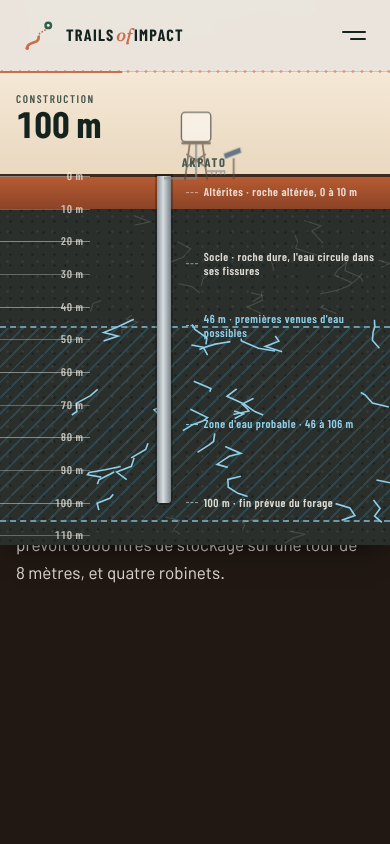 TRAILS of IMPACT
CONSTRUCTION
100 m
AKPATO
0 m
Altérites · roche altérée, 0 à 10 m
10 m
20 m
Socle · roche dure, l'eau circule dans
ses fissures
30 m
40 m
46 m · premières venues d'eau
possibles
50 m
60 m
70 m
Zone d'eau probable · 46 à 106 m
80 m
90 m
100 m
100 m · fin prévue du forage
110 m
prévoit 6 000 litres de stockage sur une tour de
8 mètres, et quatre robinets.